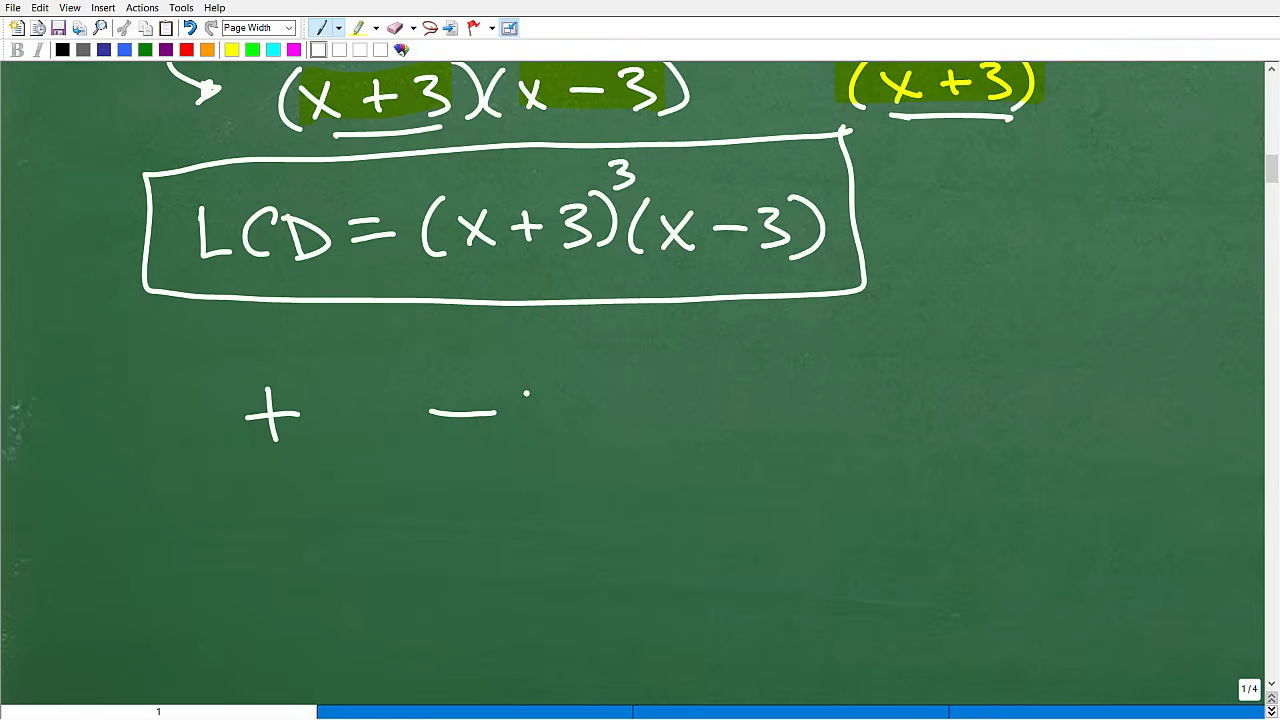 File Edit View Insert Actions Tools Help
Page Width
B I
(x + 3)(x − 3) (x + 3)
LCD = (x + 3)³(x − 3)
+ −
1 / 4
1